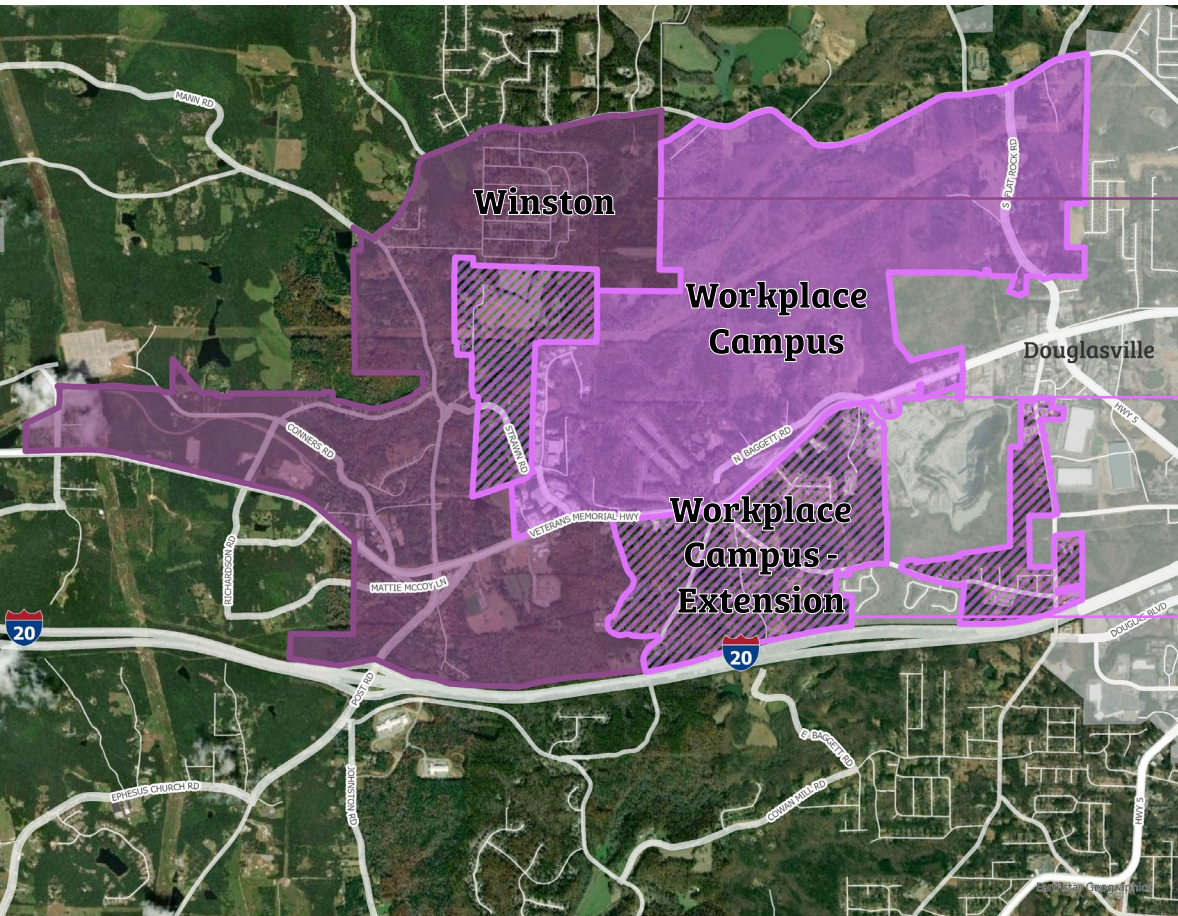 MANN RD
S FLAT ROCK RD
Winston
Workplace
Campus
Douglasville
HWY 5
CONNERS RD
STRAWN RD
N BAGGETT RD
VETERANS MEMORIAL HWY
Workplace
Campus -
Extension
RICHARDSON RD
MATTIE MCCOY LN
20
20
DOUGLAS BLVD
POST RD
E BAGGETT RD
EPHESUS CHURCH RD
JOHNSTON RD
COWAN MILL RD
HWY 5
Earthstar Geographics